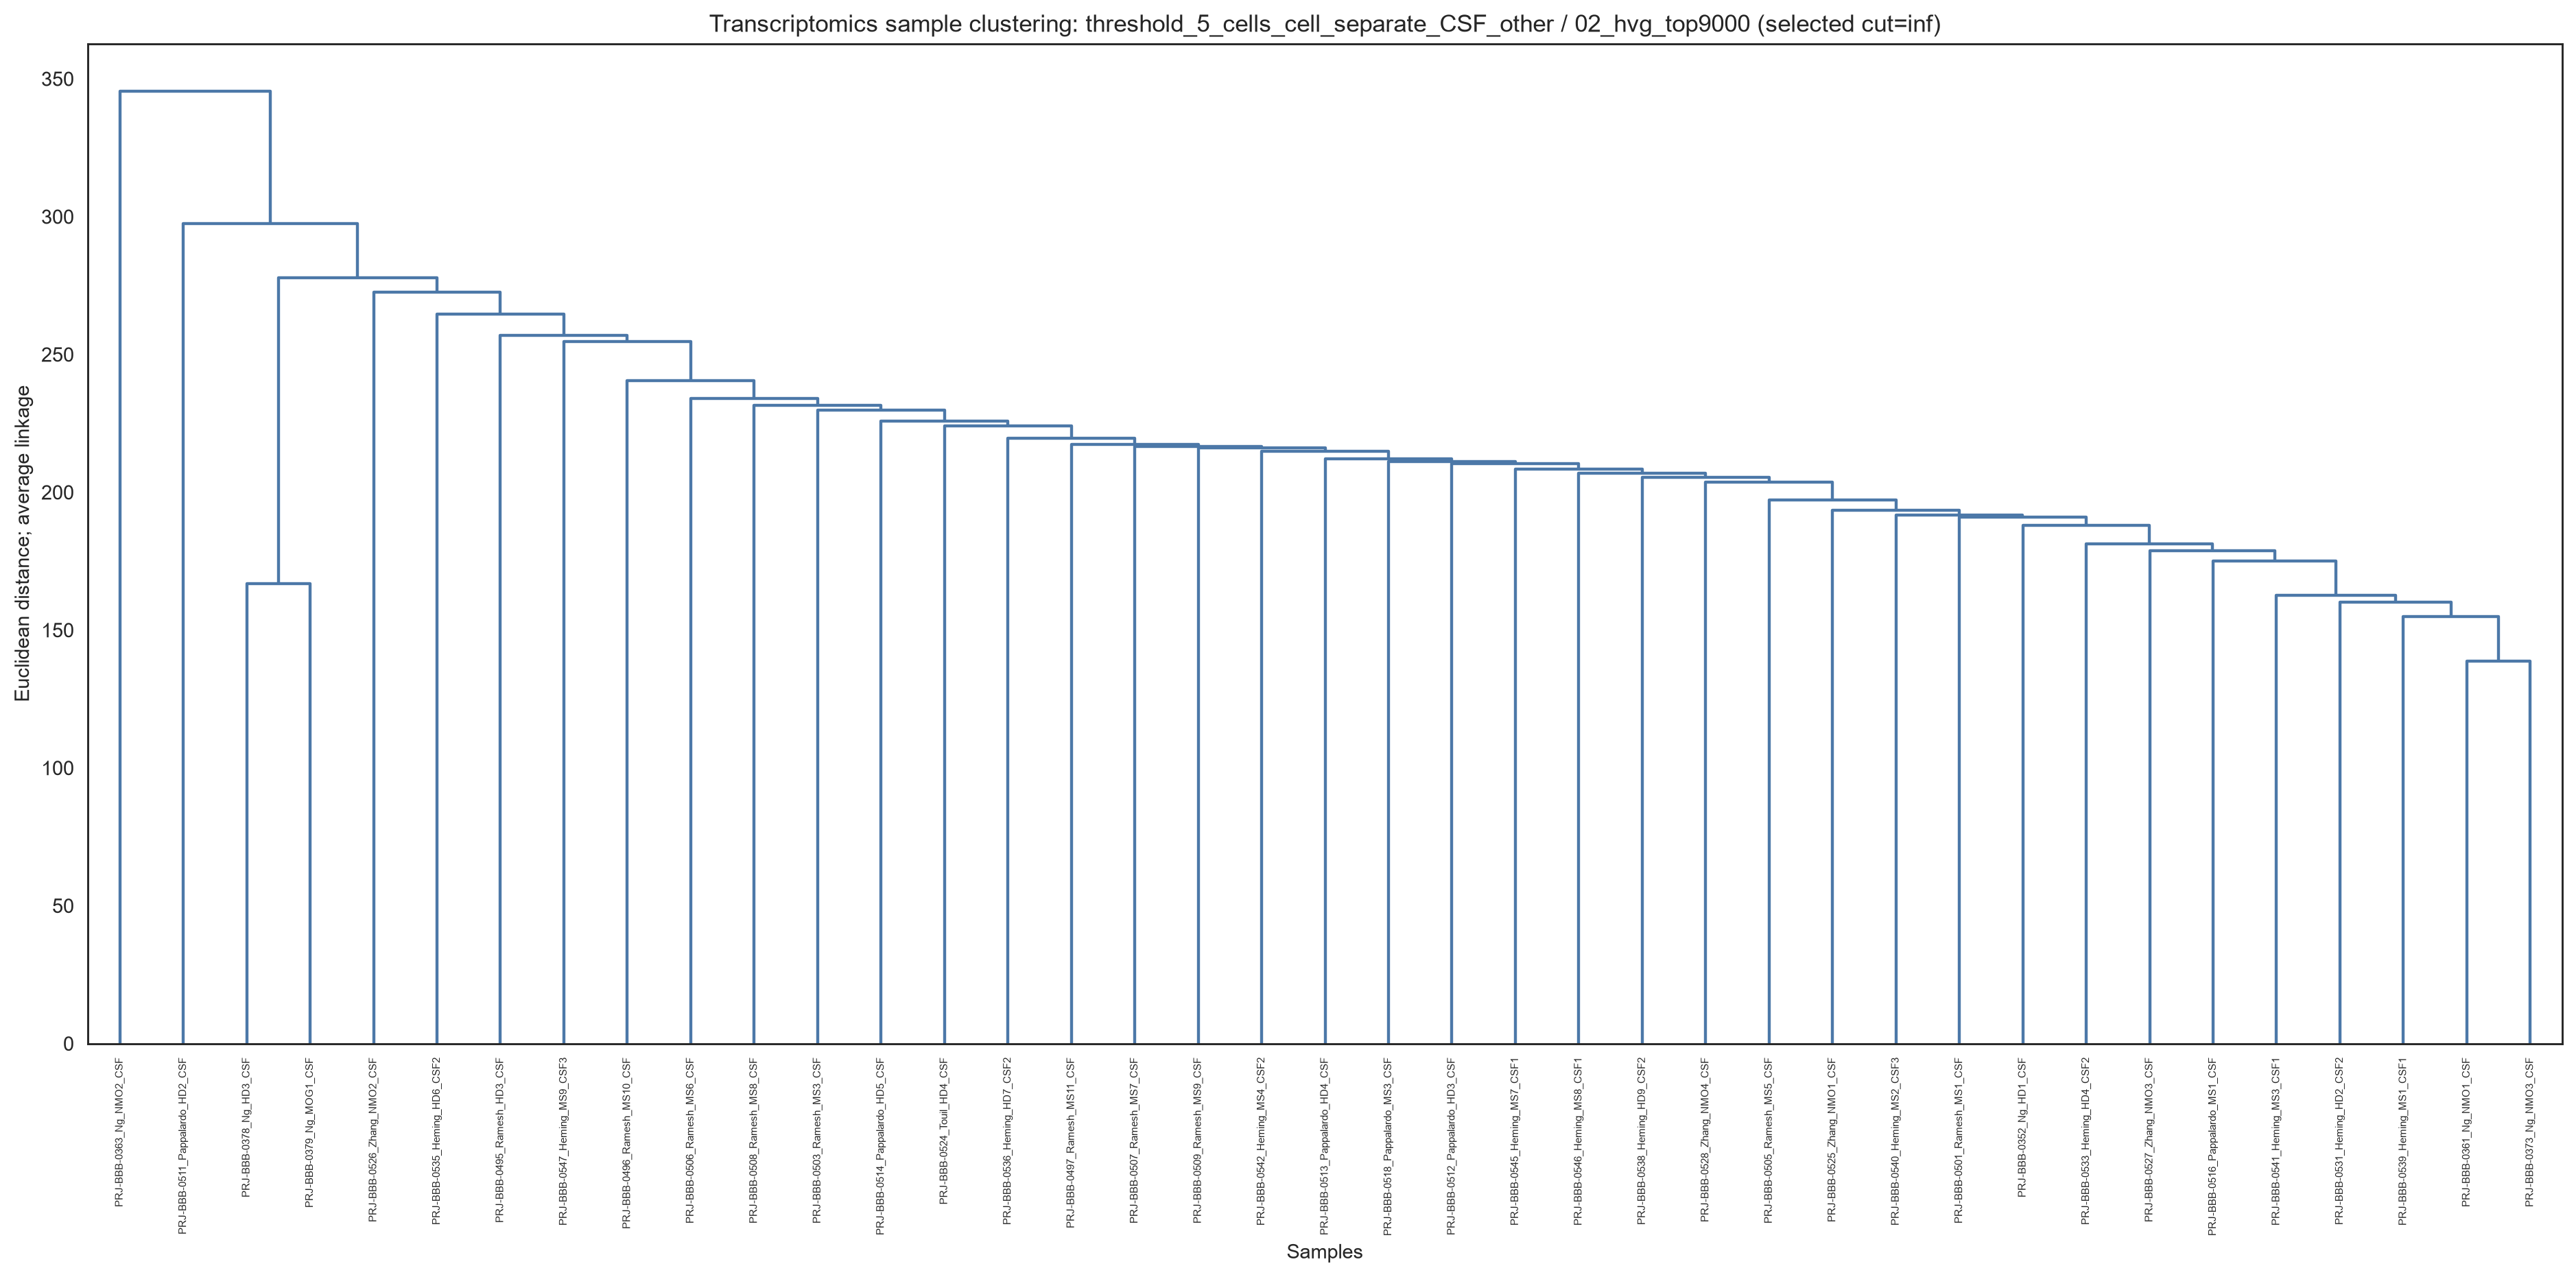 Transcriptomics sample clustering: threshold_5_cells_cell_separate_CSF_other / 02_hvg_top9000 (selected cut=inf)
Euclidean distance; average linkage
350
300
250
200
150
100
50
0
PRJ-BBB-0363_Ng_NMO2_CSF
PRJ-BBB-0511_Pappalardo_HD2_CSF
PRJ-BBB-0378_Ng_HD3_CSF
PRJ-BBB-0379_Ng_MOG1_CSF
PRJ-BBB-0526_Zhang_NMO2_CSF
PRJ-BBB-0535_Heming_HD6_CSF2
PRJ-BBB-0495_Ramesh_HD3_CSF
PRJ-BBB-0547_Heming_MS9_CSF3
PRJ-BBB-0496_Ramesh_MS10_CSF
PRJ-BBB-0506_Ramesh_MS6_CSF
PRJ-BBB-0508_Ramesh_MS8_CSF
PRJ-BBB-0503_Ramesh_MS3_CSF
PRJ-BBB-0514_Pappalardo_HD5_CSF
PRJ-BBB-0524_Touil_HD4_CSF
PRJ-BBB-0536_Heming_HD7_CSF2
PRJ-BBB-0497_Ramesh_MS11_CSF
PRJ-BBB-0507_Ramesh_MS7_CSF
PRJ-BBB-0509_Ramesh_MS9_CSF
PRJ-BBB-0542_Heming_MS4_CSF2
PRJ-BBB-0513_Pappalardo_HD4_CSF
PRJ-BBB-0518_Pappalardo_MS3_CSF
PRJ-BBB-0512_Pappalardo_HD3_CSF
PRJ-BBB-0545_Heming_MS7_CSF1
PRJ-BBB-0546_Heming_MS8_CSF1
PRJ-BBB-0538_Heming_HD9_CSF2
PRJ-BBB-0528_Zhang_NMO4_CSF
PRJ-BBB-0505_Ramesh_MS5_CSF
PRJ-BBB-0525_Zhang_NMO1_CSF
PRJ-BBB-0540_Heming_MS2_CSF3
PRJ-BBB-0501_Ramesh_MS1_CSF
PRJ-BBB-0352_Ng_HD1_CSF
PRJ-BBB-0533_Heming_HD4_CSF2
PRJ-BBB-0527_Zhang_NMO3_CSF
PRJ-BBB-0516_Pappalardo_MS1_CSF
PRJ-BBB-0541_Heming_MS3_CSF1
PRJ-BBB-0531_Heming_HD2_CSF2
PRJ-BBB-0539_Heming_MS1_CSF1
PRJ-BBB-0361_Ng_NMO1_CSF
PRJ-BBB-0373_Ng_NMO3_CSF
Samples